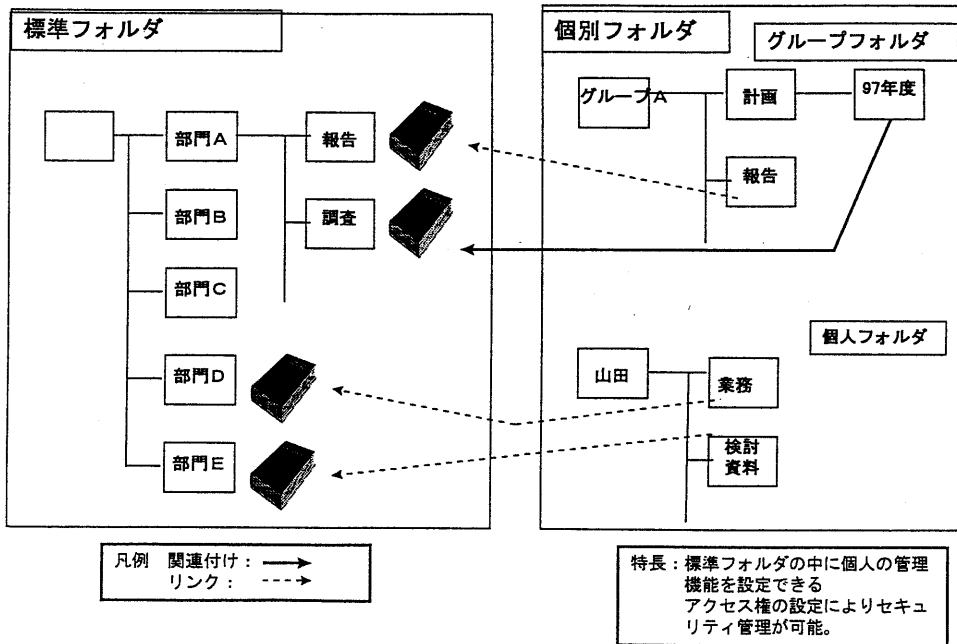 標準フォルダ
部門A
報告
調査
部門B
部門C
部門D
部門E
個別フォルダ
グループフォルダ
グループA
計画
97年度
報告
個人フォルダ
山田
業務
検討
資料
凡例 関連付け：
リンク：
特長：標準フォルダの中に個人の管理
機能を設定できる
アクセス権の設定によりセキュ
リティ管理が可能。